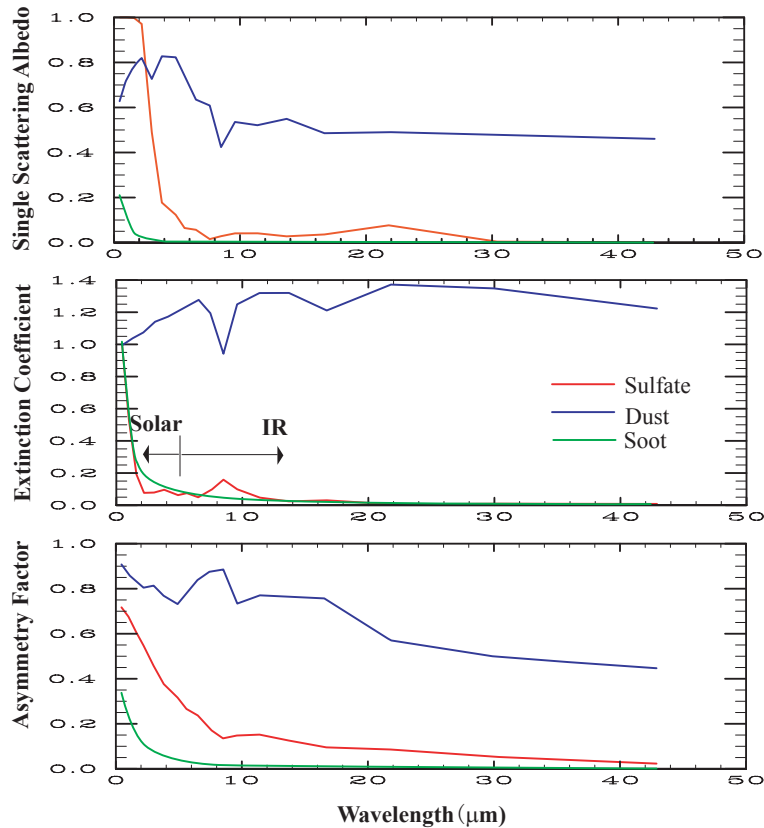 Single Scattering Albedo
1.0
0.8
0.6
0.4
0.2
0.0
0 10 20 30 40 50
Extinction Coefficient
1.4
1.2
1.0
0.8
0.6
0.4
0.2
0.0
Solar
IR
Sulfate
Dust
Soot
0 10 20 30 40 50
Asymmetry Factor
1.0
0.8
0.6
0.4
0.2
0.0
0 10 20 30 40 50
Wavelength(μm)